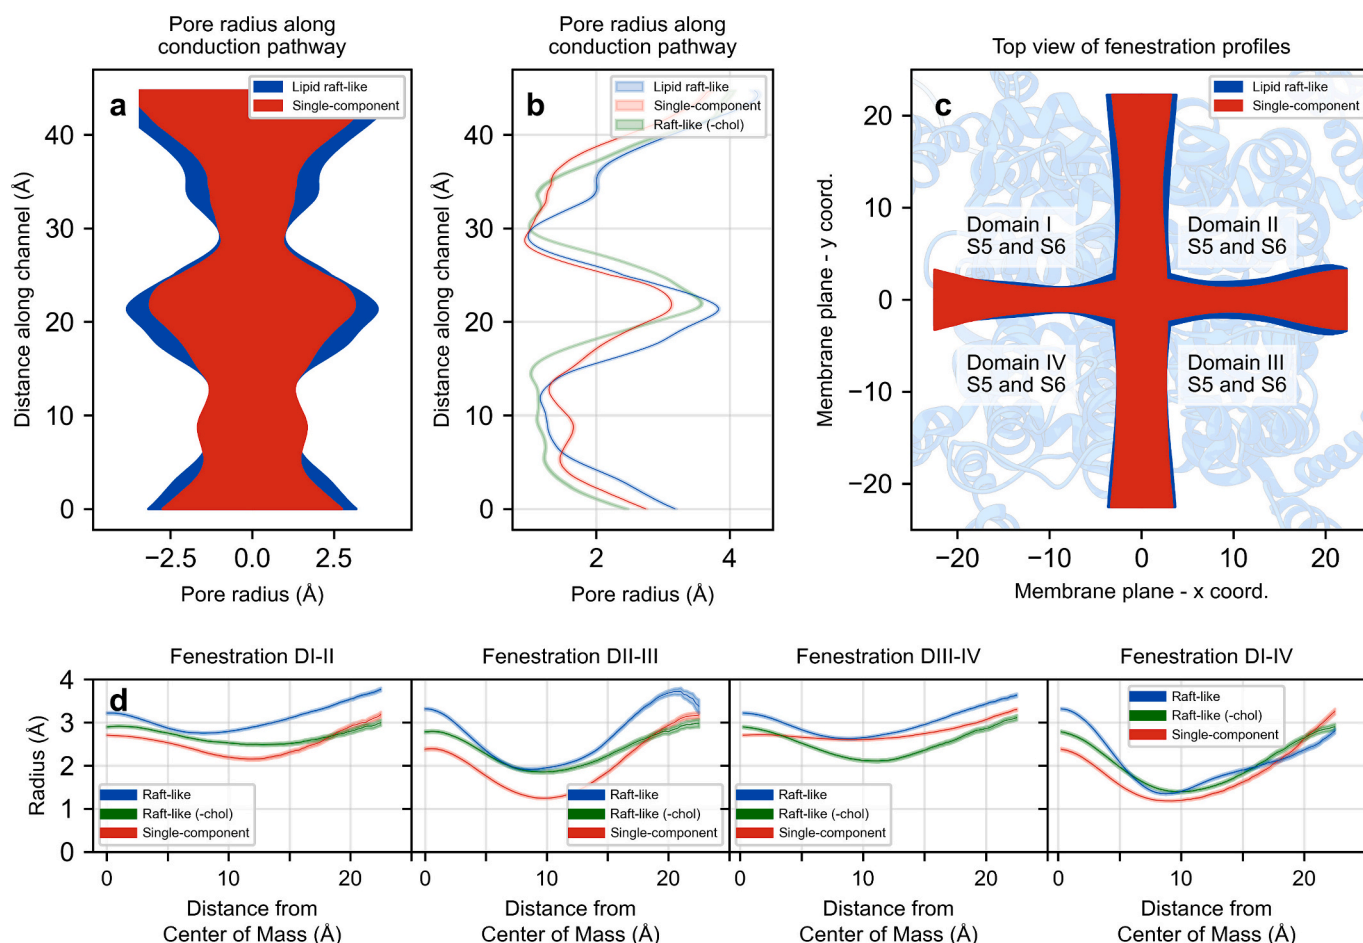 Pore radius along
conduction pathway
a
Lipid raft-like
Single-component
Distance along channel (Å)
40
30
20
10
0
−2.5
0.0
2.5
Pore radius (Å)
Pore radius along
conduction pathway
b
Lipid raft-like
Single-component
Raft-like (-chol)
Distance along channel (Å)
40
30
20
10
0
2
4
Pore radius (Å)
Top view of fenestration profiles
c
Lipid raft-like
Single-component
Membrane plane - y coord.
20
10
0
−10
−20
Domain I
S5 and S6
Domain II
S5 and S6
Domain IV
S5 and S6
Domain III
S5 and S6
−20
−10
0
10
20
Membrane plane - x coord.
Fenestration DI-II
d
Radius (Å)
4
3
2
1
0
Raft-like
Raft-like (-chol)
Single-component
0
10
20
Distance from
Center of Mass (Å)
Fenestration DII-III
Raft-like
Raft-like (-chol)
Single-component
0
10
20
Distance from
Center of Mass (Å)
Fenestration DIII-IV
Raft-like
Raft-like (-chol)
Single-component
0
10
20
Distance from
Center of Mass (Å)
Fenestration DI-IV
Raft-like
Raft-like (-chol)
Single-component
0
10
20
Distance from
Center of Mass (Å)